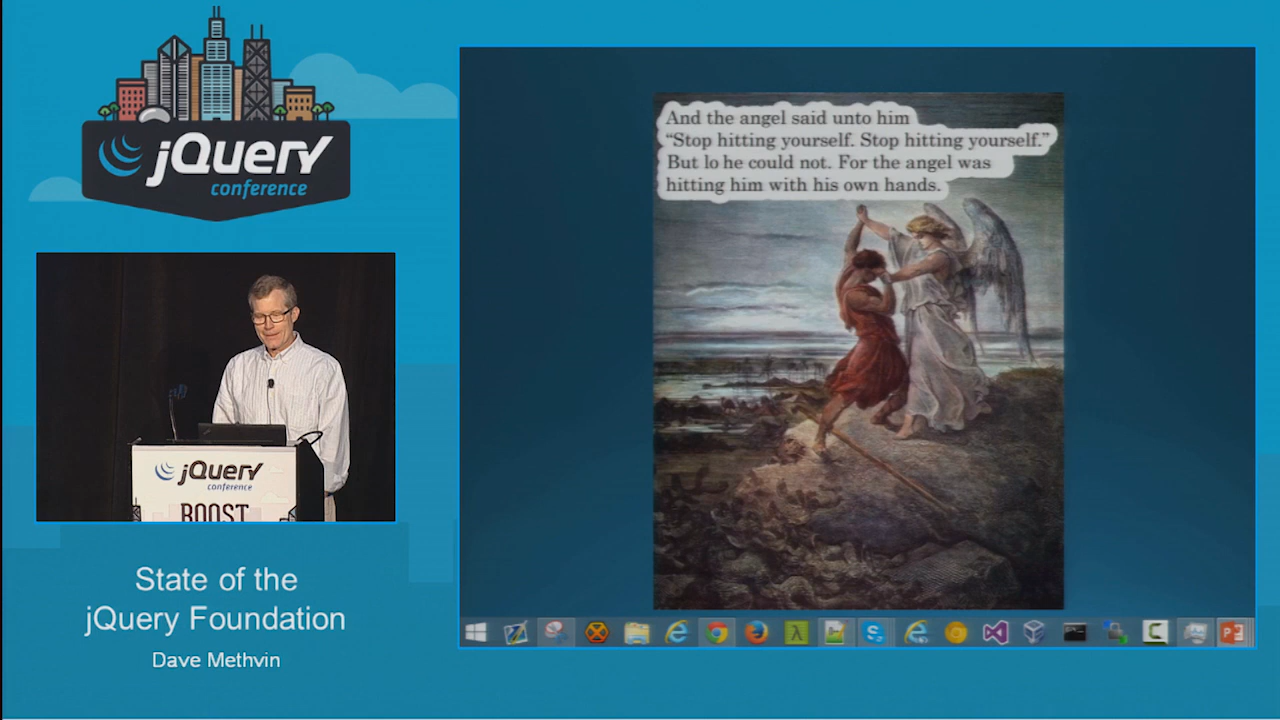 jQuery
conference
And the angel said unto him
“Stop hitting yourself. Stop hitting yourself.”
But lo he could not. For the angel was
hitting him with his own hands.
jQuery
conference
BOOST
State of the
jQuery Foundation
Dave Methvin